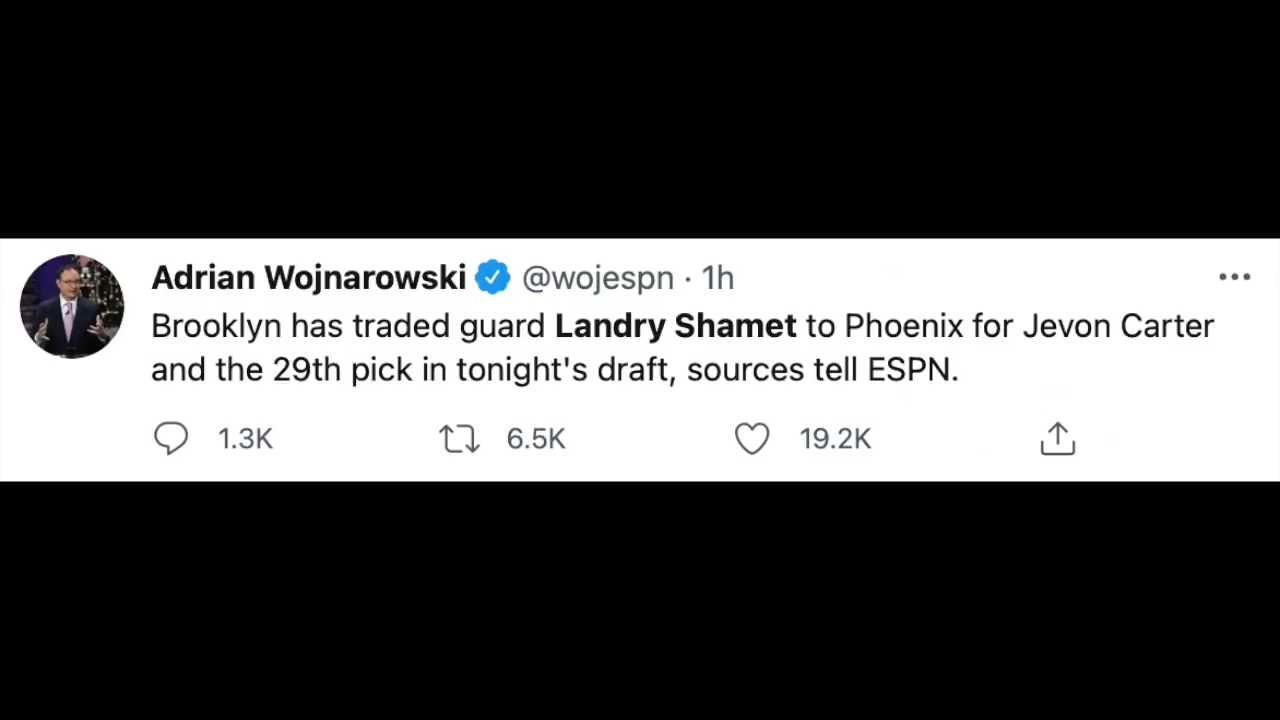 Adrian Wojnarowski @wojespn · 1h
Brooklyn has traded guard Landry Shamet to Phoenix for Jevon Carter
and the 29th pick in tonight's draft, sources tell ESPN.
1.3K 6.5K 19.2K